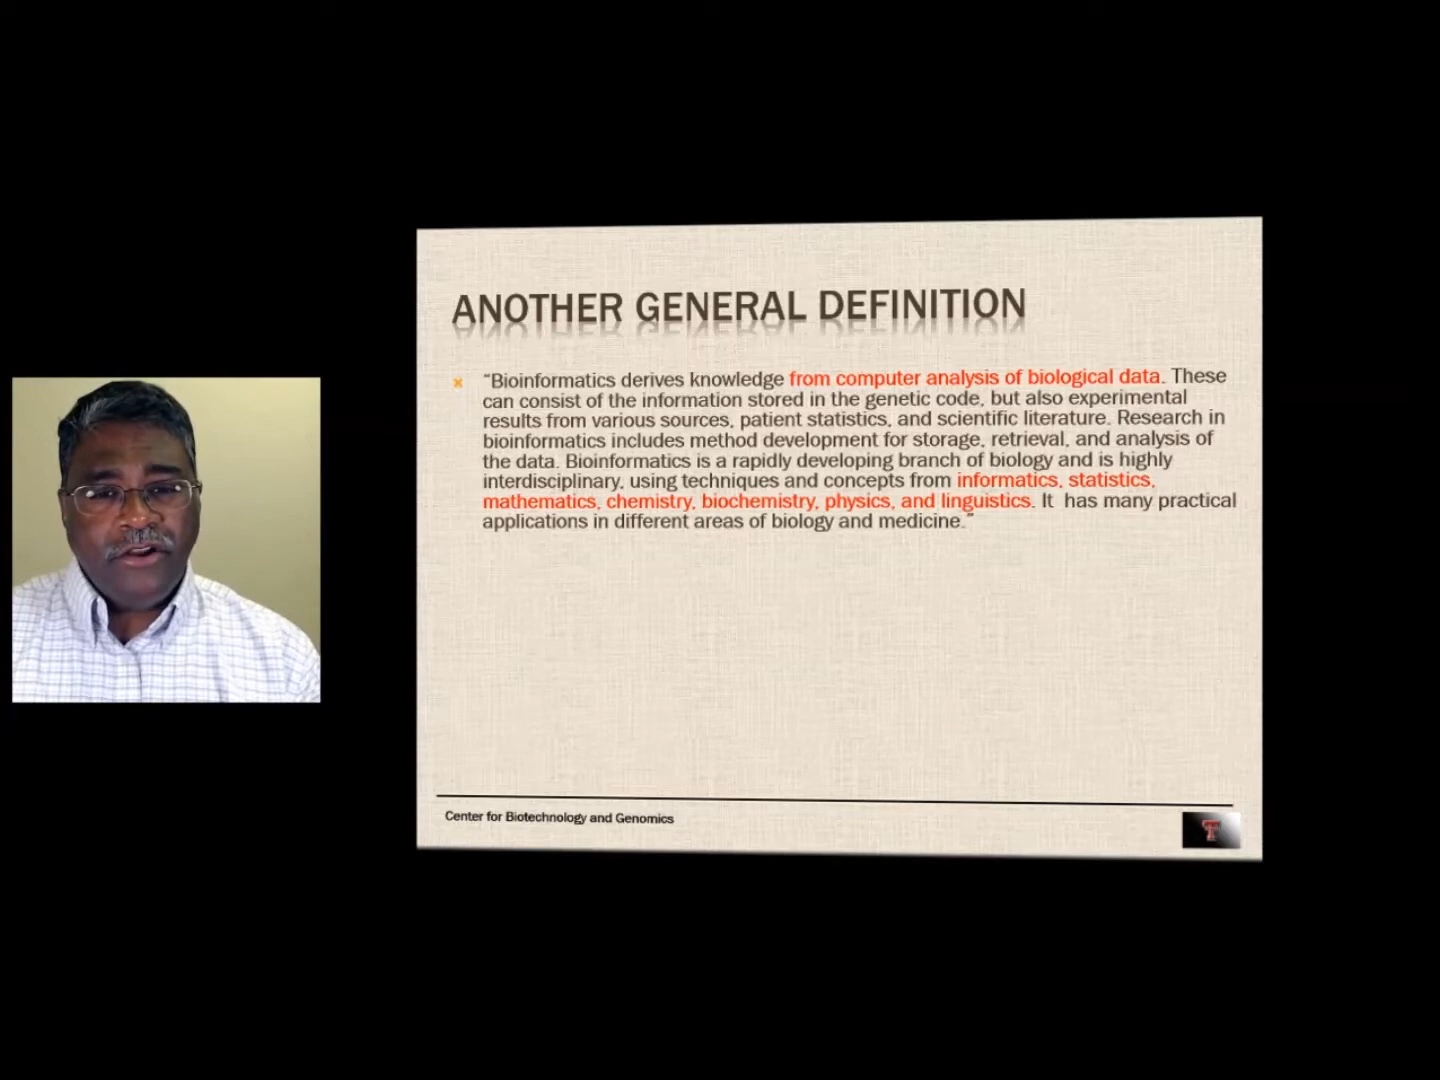 ANOTHER GENERAL DEFINITION
× “Bioinformatics derives knowledge from computer analysis of biological data. These
can consist of the information stored in the genetic code, but also experimental
results from various sources, patient statistics, and scientific literature. Research in
bioinformatics includes method development for storage, retrieval, and analysis of
the data. Bioinformatics is a rapidly developing branch of biology and is highly
interdisciplinary, using techniques and concepts from informatics, statistics,
mathematics, chemistry, biochemistry, physics, and linguistics. It has many practical
applications in different areas of biology and medicine.”
Center for Biotechnology and Genomics